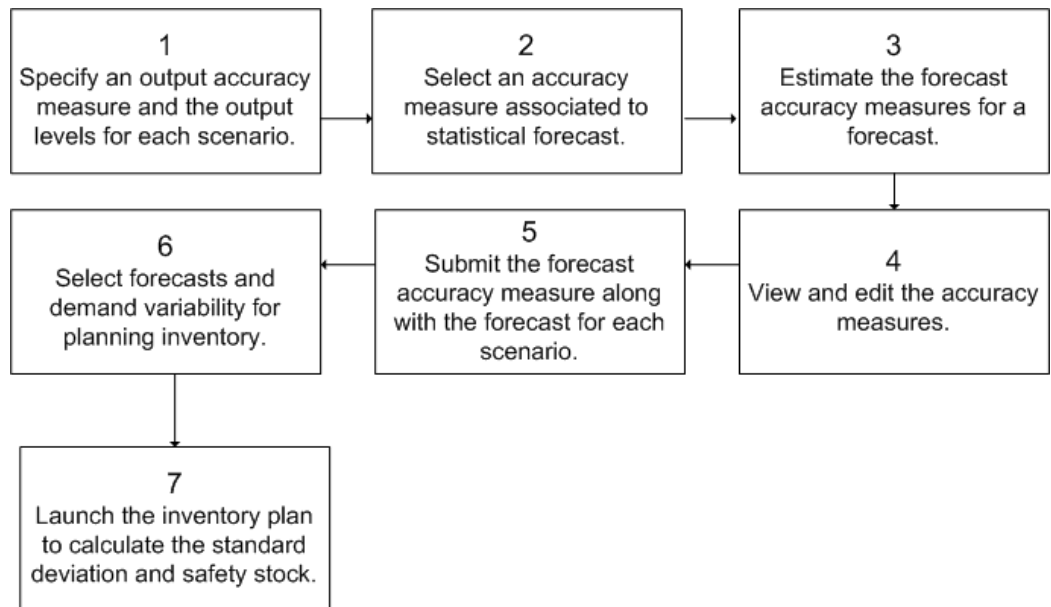 1
Specify an output accuracy
measure and the output
levels for each scenario.
2
Select an accuracy
measure associated to
statistical forecast.
3
Estimate the forecast
accuracy measures for a
forecast.
4
View and edit the accuracy
measures.
5
Submit the forecast
accuracy measure along
with the forecast for each
scenario.
6
Select forecasts and
demand variability for
planning inventory.
7
Launch the inventory plan
to calculate the standard
deviation and safety stock.